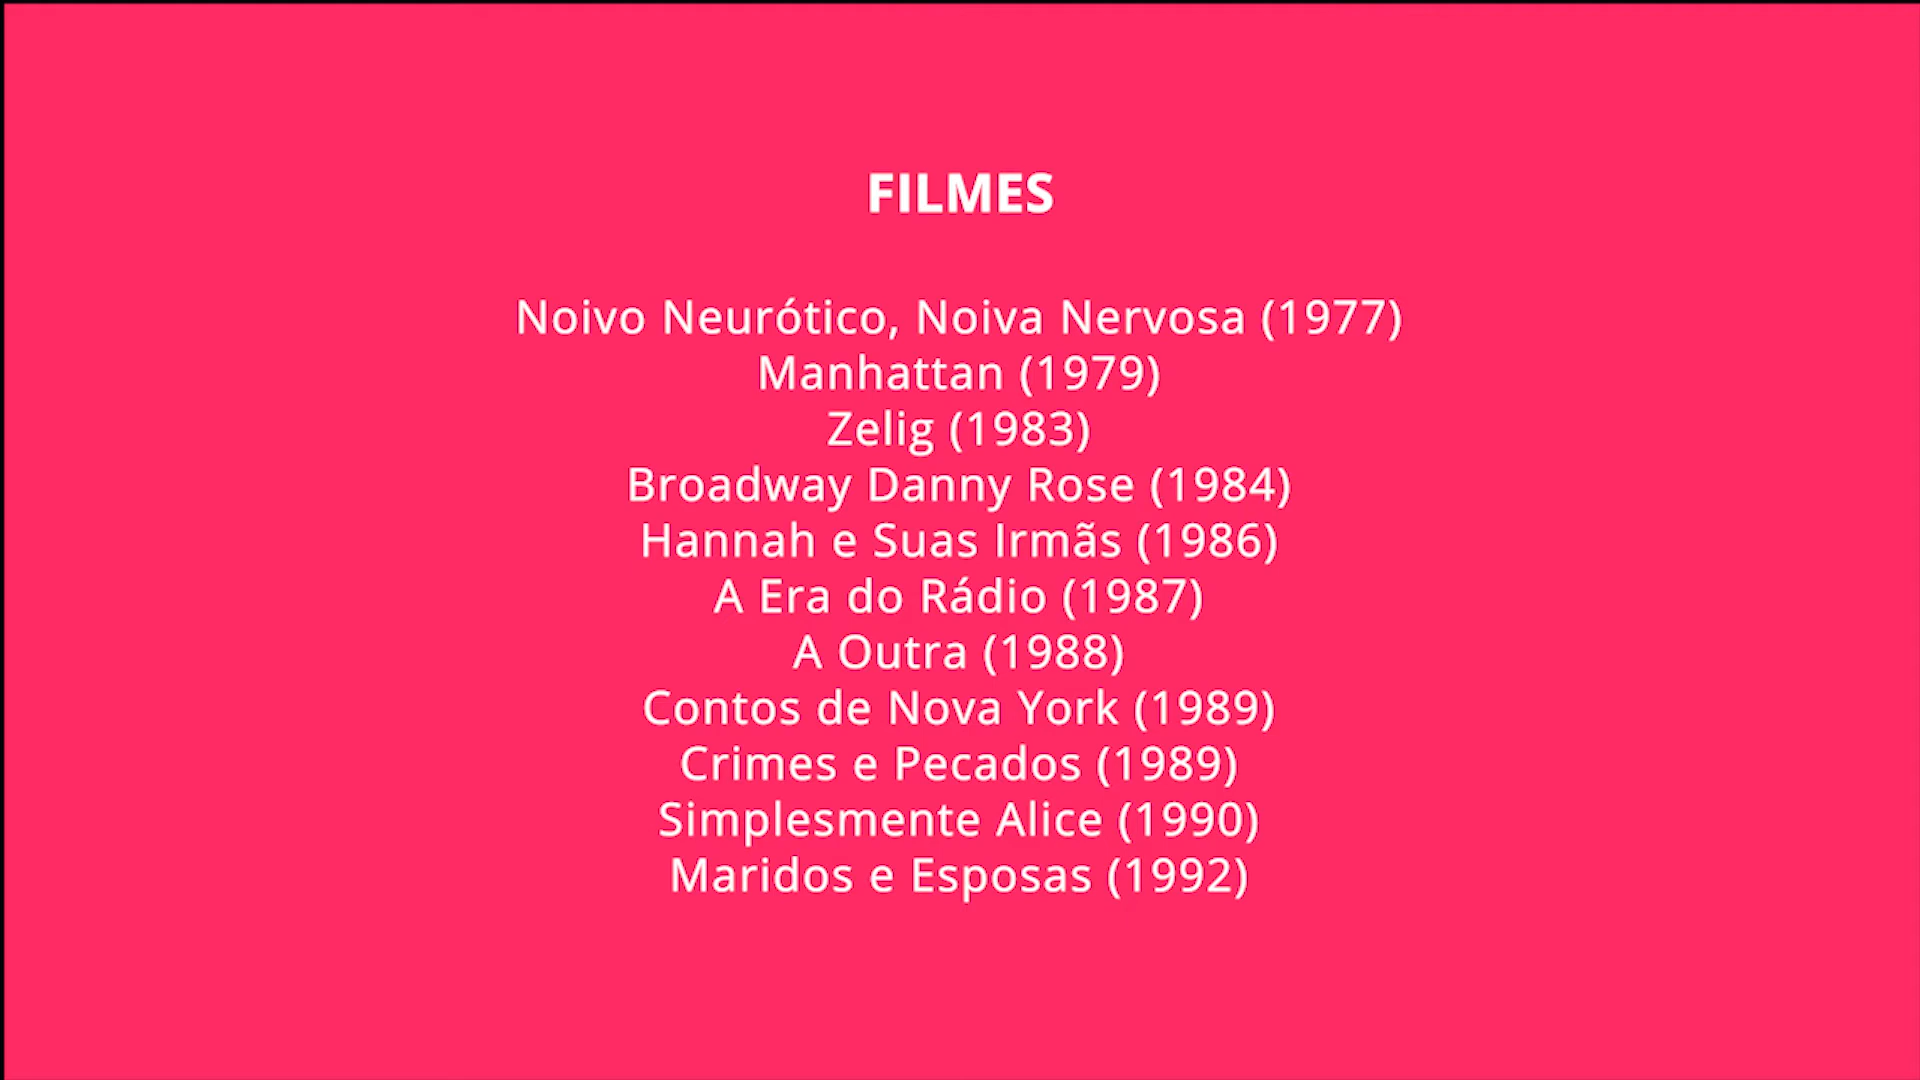 FILMES
Noivo Neurótico, Noiva Nervosa (1977)
Manhattan (1979)
Zelig (1983)
Broadway Danny Rose (1984)
Hannah e Suas Irmãs (1986)
A Era do Rádio (1987)
A Outra (1988)
Contos de Nova York (1989)
Crimes e Pecados (1989)
Simplesmente Alice (1990)
Maridos e Esposas (1992)